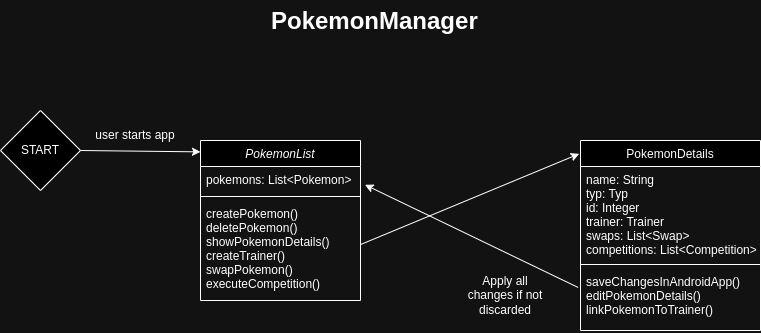 PokemonManager
START
user starts app
PokemonList
pokemons: List<Pokemon>
createPokemon()
deletePokemon()
showPokemonDetails()
createTrainer()
swapPokemon()
executeCompetition()
PokemonDetails
name: String
typ: Typ
id: Integer
trainer: Trainer
swaps: List<Swap>
competitions: List<Competition>
saveChangesInAndroidApp()
editPokemonDetails()
linkPokemonToTrainer()
Apply all
changes if not
discarded